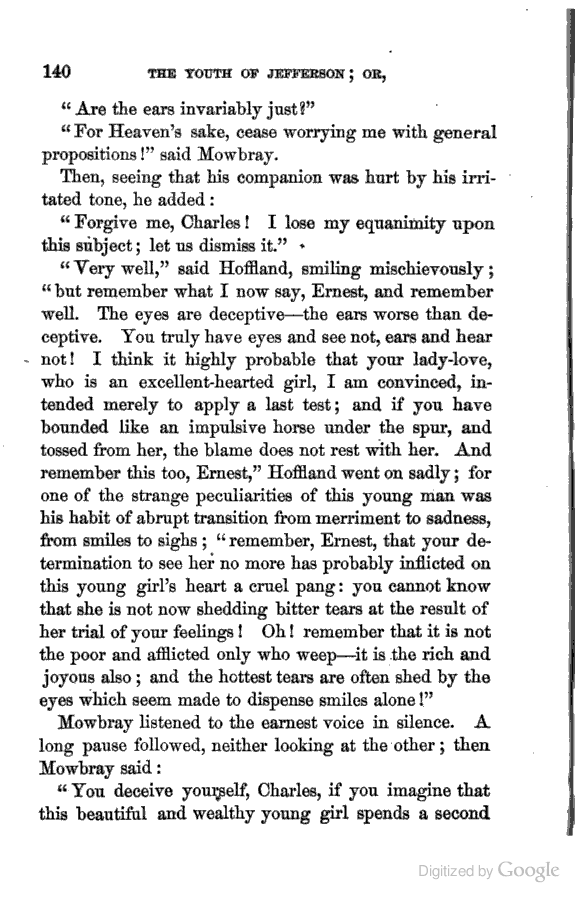 140 THE YOUTH OF JEFFERSON; OR,
“Are the ears invariably just?”
“For Heaven’s sake, cease worrying me with general
propositions!” said Mowbray.
Then, seeing that his companion was hurt by his irri-
tated tone, he added:
“Forgive me, Charles! I lose my equanimity upon
this subject; let us dismiss it.”
“Very well,” said Hoffland, smiling mischievously;
“but remember what I now say, Ernest, and remember
well. The eyes are deceptive—the ears worse than de-
ceptive. You truly have eyes and see not, ears and hear
not! I think it highly probable that your lady-love,
who is an excellent-hearted girl, I am convinced, in-
tended merely to apply a last test; and if you have
bounded like an impulsive horse under the spur, and
tossed from her, the blame does not rest with her. And
remember this too, Ernest,” Hoffland went on sadly; for
one of the strange peculiarities of this young man was
his habit of abrupt transition from merriment to sadness,
from smiles to sighs; “remember, Ernest, that your de-
termination to see her no more has probably inflicted on
this young girl’s heart a cruel pang: you cannot know
that she is not now shedding bitter tears at the result of
her trial of your feelings! Oh! remember that it is not
the poor and afflicted only who weep—it is the rich and
joyous also; and the hottest tears are often shed by the
eyes which seem made to dispense smiles alone!”
Mowbray listened to the earnest voice in silence. A
long pause followed, neither looking at the other; then
Mowbray said:
“You deceive yourself, Charles, if you imagine that
this beautiful and wealthy young girl spends a second
Digitized by Google